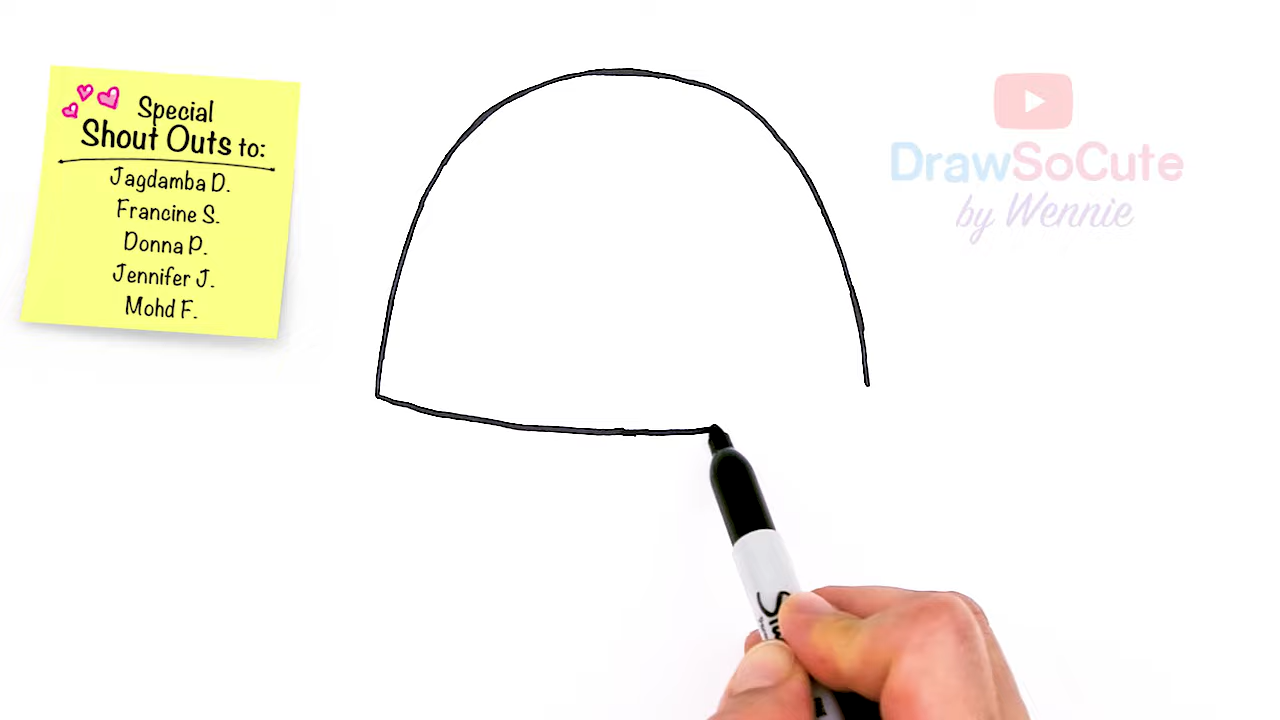 Special
Shout Outs to:
Jagdamba D.
Francine S.
Donna P.
Jennifer J.
Mohd F.
DrawSoCute
by Wennie